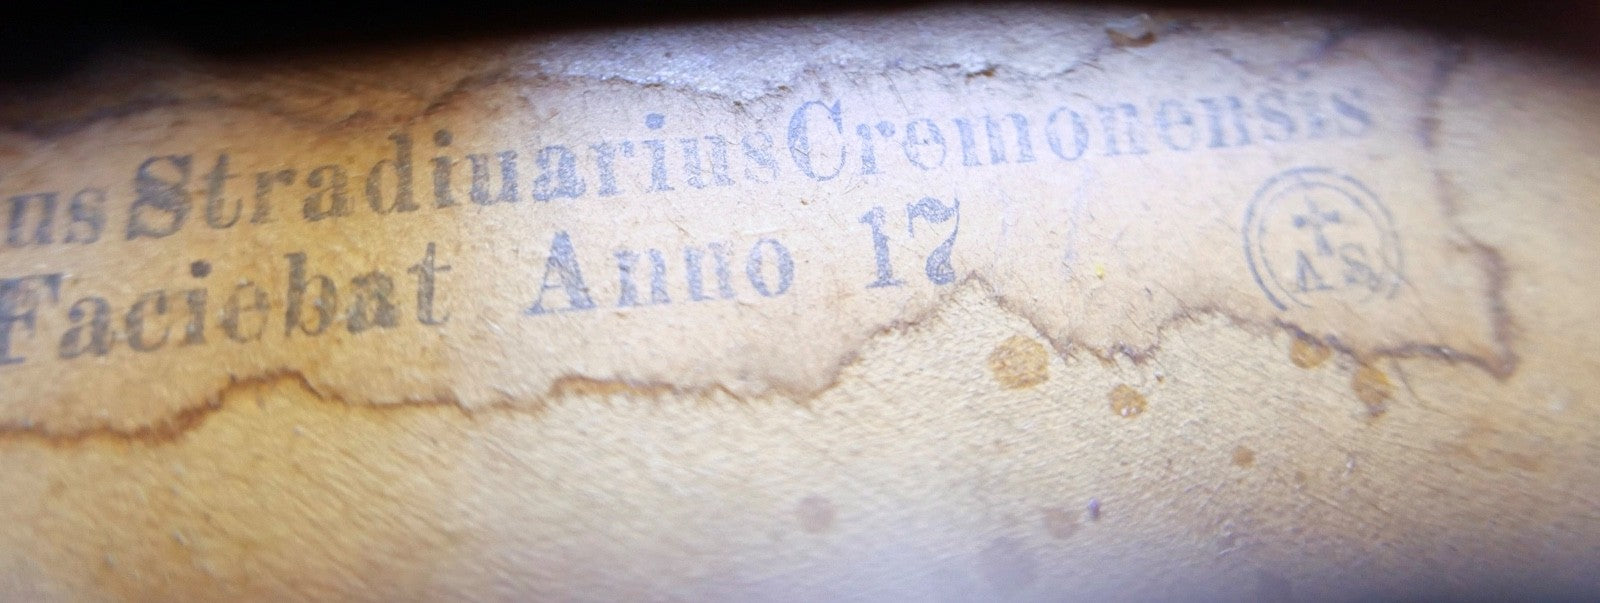 us Stradiuarius Cremonensis
Faciebat Anno 17
A S